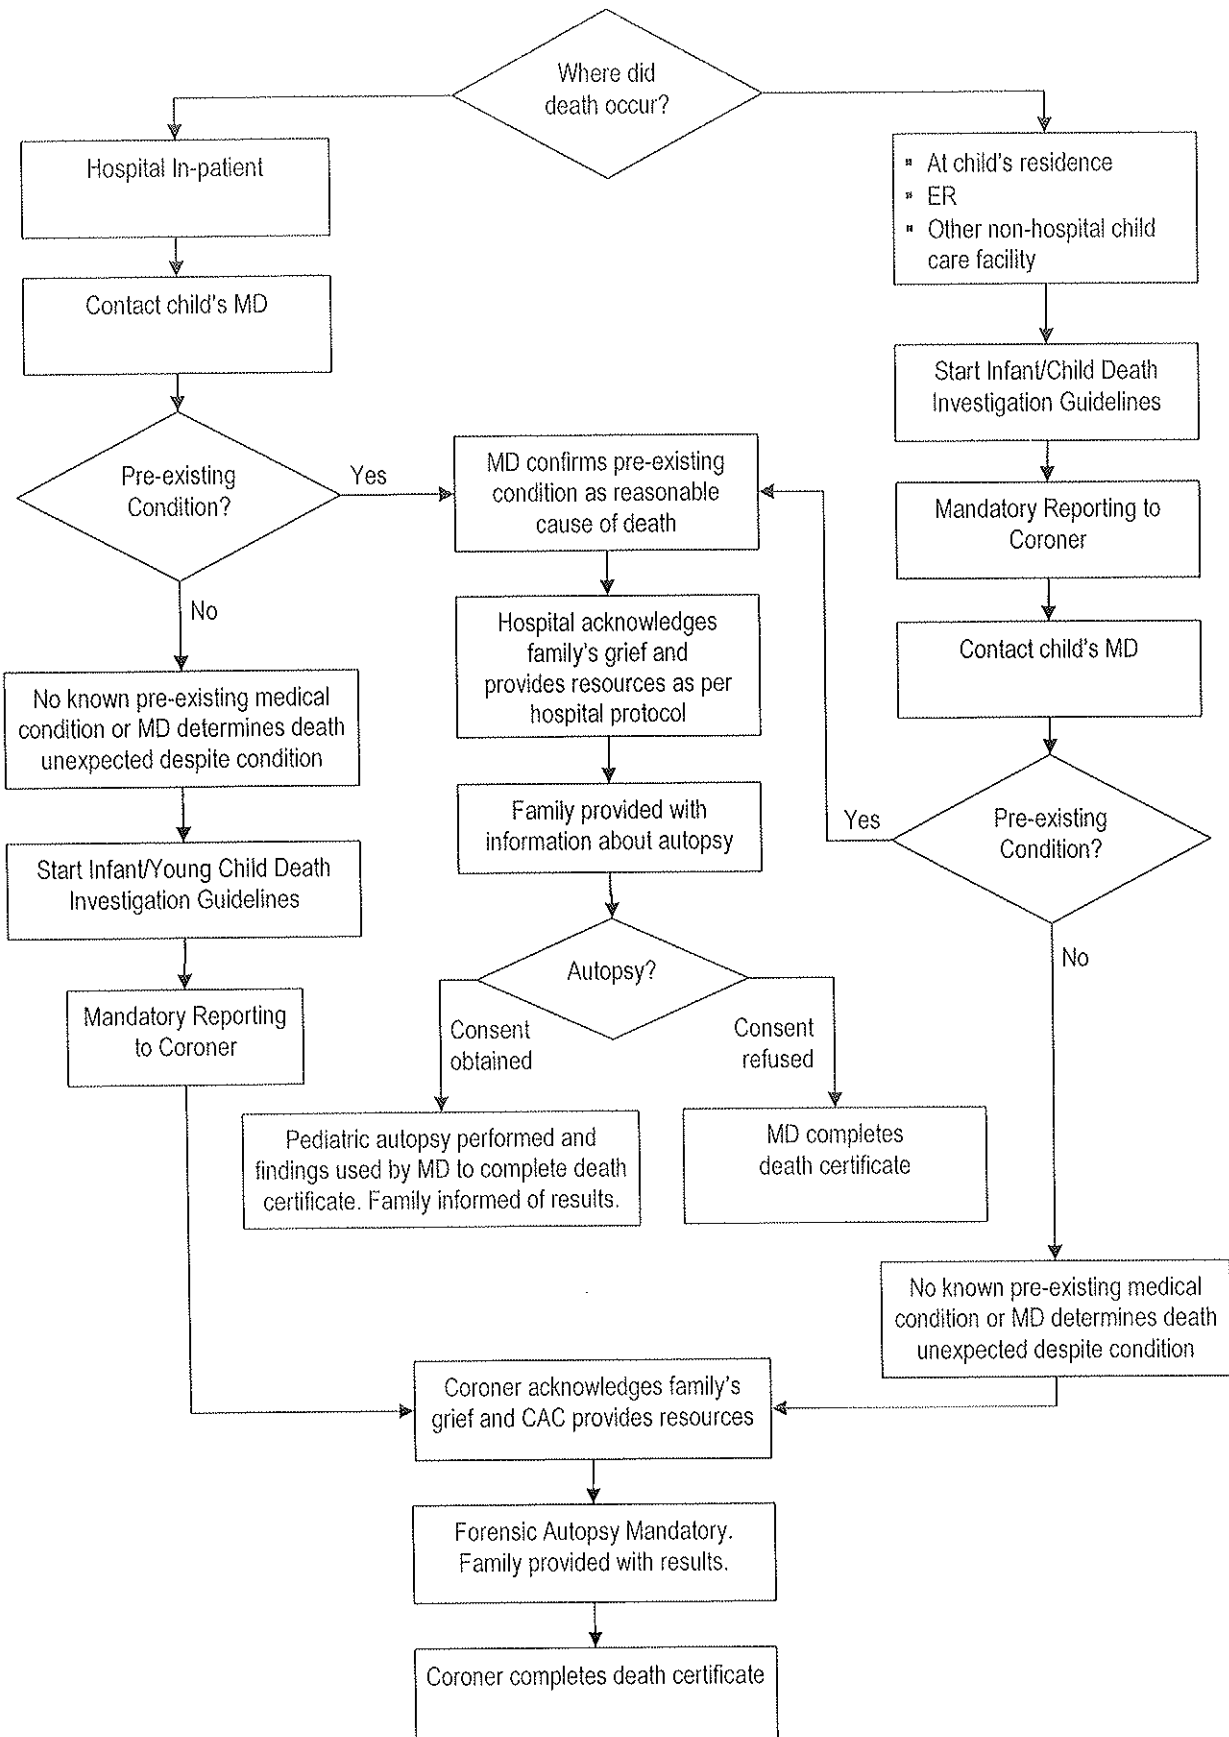 Where did
death occur?
Hospital In-patient
▪ At child's residence
▪ ER
▪ Other non-hospital child
care facility
Contact child's MD
Start Infant/Child Death
Investigation Guidelines
Pre-existing
Condition?
Yes
MD confirms pre-existing
condition as reasonable
cause of death
Mandatory Reporting to
Coroner
No
Hospital acknowledges
family's grief and
provides resources as per
hospital protocol
Contact child's MD
No known pre-existing medical
condition or MD determines death
unexpected despite condition
Family provided with
information about autopsy
Yes
Pre-existing
Condition?
Start Infant/Young Child Death
Investigation Guidelines
No
Autopsy?
Mandatory Reporting
to Coroner
Consent
obtained
Consent
refused
Pediatric autopsy performed and
findings used by MD to complete death
certificate. Family informed of results.
MD completes
death certificate
No known pre-existing medical
condition or MD determines death
unexpected despite condition
Coroner acknowledges family's
grief and CAC provides resources
Forensic Autopsy Mandatory.
Family provided with results.
Coroner completes death certificate